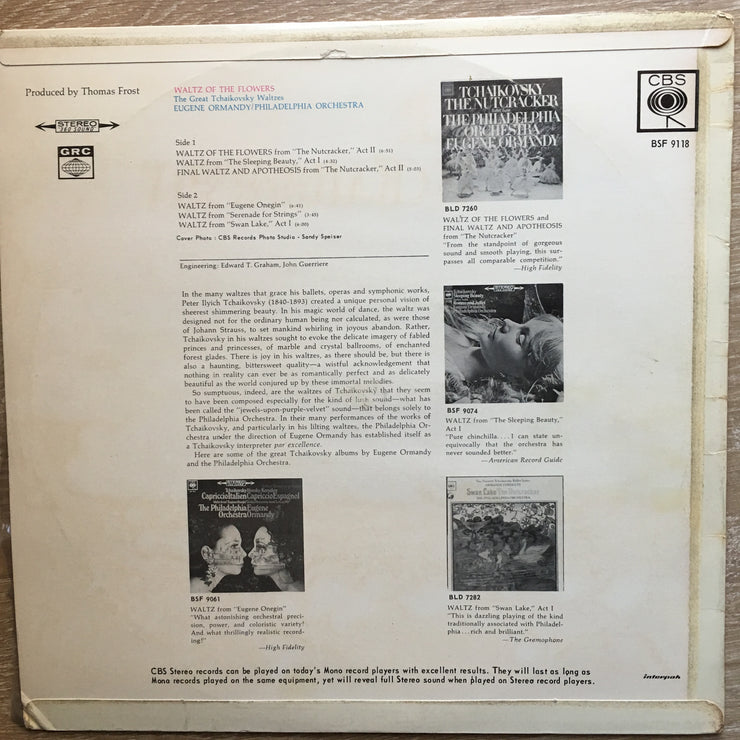 Produced by Thomas Frost
STEREO
GRC
WALTZ OF THE FLOWERS
The Great Tchaikovsky Waltzes
EUGENE ORMANDY/PHILADELPHIA ORCHESTRA
Side 1
WALTZ OF THE FLOWERS from "The Nutcracker," Act II (6:51)
WALTZ from "The Sleeping Beauty," Act I (4:32)
FINAL WALTZ AND APOTHEOSIS from "The Nutcracker," Act II (5:03)
Side 2
WALTZ from "Eugene Onegin" (6:41)
WALTZ from "Serenade for Strings" (3:45)
WALTZ from "Swan Lake," Act I (6:20)
Cover Photo : CBS Records Photo Studio - Sandy Speiser
Engineering: Edward T. Graham, John Guerriere
In the many waltzes that grace his ballets, operas and symphonic works,
Peter Ilyich Tchaikovsky (1840-1893) created a unique personal vision of
sheerest shimmering beauty. In his magic world of dance, the waltz was
designed not for the ordinary human being nor calculated, as were those
of Johann Strauss, to set mankind whirling in joyous abandon. Rather,
Tchaikovsky in his waltzes sought to evoke the delicate imagery of fabled
princes and princesses, of marble and crystal ballrooms, of enchanted
forest glades. There is joy in his waltzes, as there should be, but there is
also a haunting, bittersweet quality—a wistful acknowledgement that
nothing in reality can ever be as romantically perfect and as delicately
beautiful as the world conjured up by these immortal melodies.
So sumptuous, indeed, are the waltzes of Tchaikovsky that they seem
to have been composed especially for the kind of lush sound—what has
been called the "jewels-upon-purple-velvet" sound—that belongs solely to
the Philadelphia Orchestra. In their many performances of the works of
Tchaikovsky, and particularly in his lilting waltzes, the Philadelphia Or-
chestra under the direction of Eugene Ormandy has established itself as
a Tchaikovsky interpreter par excellence.
Here are some of the great Tchaikovsky albums by Eugene Ormandy
and the Philadelphia Orchestra.
CBS
BSF 9118
TCHAIKOVSKY
THE NUTCRACKER
THE PHILADELPHIA
ORCHESTRA
EUGENE ORMANDY
BLD 7260
WALTZ OF THE FLOWERS and
FINAL WALTZ AND APOTHEOSIS
from "The Nutcracker"
"From the standpoint of gorgeous
sound and smooth playing, this sur-
passes all comparable competition."
—High Fidelity
Tchaikovsky
Sleeping Beauty
Romeo and Juliet
BSF 9074
WALTZ from "The Sleeping Beauty,"
Act I
"Pure chinchilla. . . . I can state un-
equivocally that the orchestra has
never sounded better."
—American Record Guide
Capriccio Italien Capriccio Espagnol
The Philadelphia Eugene
Orchestra Ormandy
BSF 9061
WALTZ from "Eugene Onegin"
"What astonishing orchestral preci-
sion, power, and coloristic variety!
And what thrillingly realistic record-
ing!"
—High Fidelity
Swan Lake The Nutcracker
BLD 7282
WALTZ from "Swan Lake," Act I
"This is dazzling playing of the kind
traditionally associated with Philadel-
phia . . . rich and brilliant."
—The Gramophone
CBS Stereo records can be played on today's Mono record players with excellent results. They will last as long as
Mono records played on the same equipment, yet will reveal full Stereo sound when played on Stereo record players.
interpak